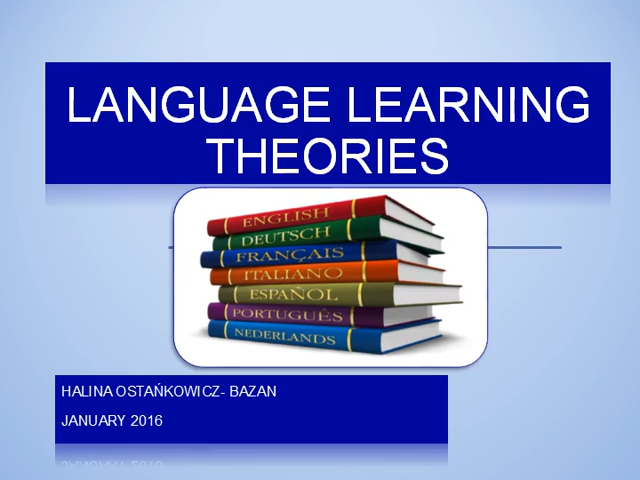 LANGUAGE LEARNING
THEORIES
ENGLISH
DEUTSCH
FRANÇAIS
ITALIANO
ESPAÑOL
PORTUGUÊS
NEDERLANDS
HALINA OSTAŃKOWICZ- BAZAN
JANUARY 2016